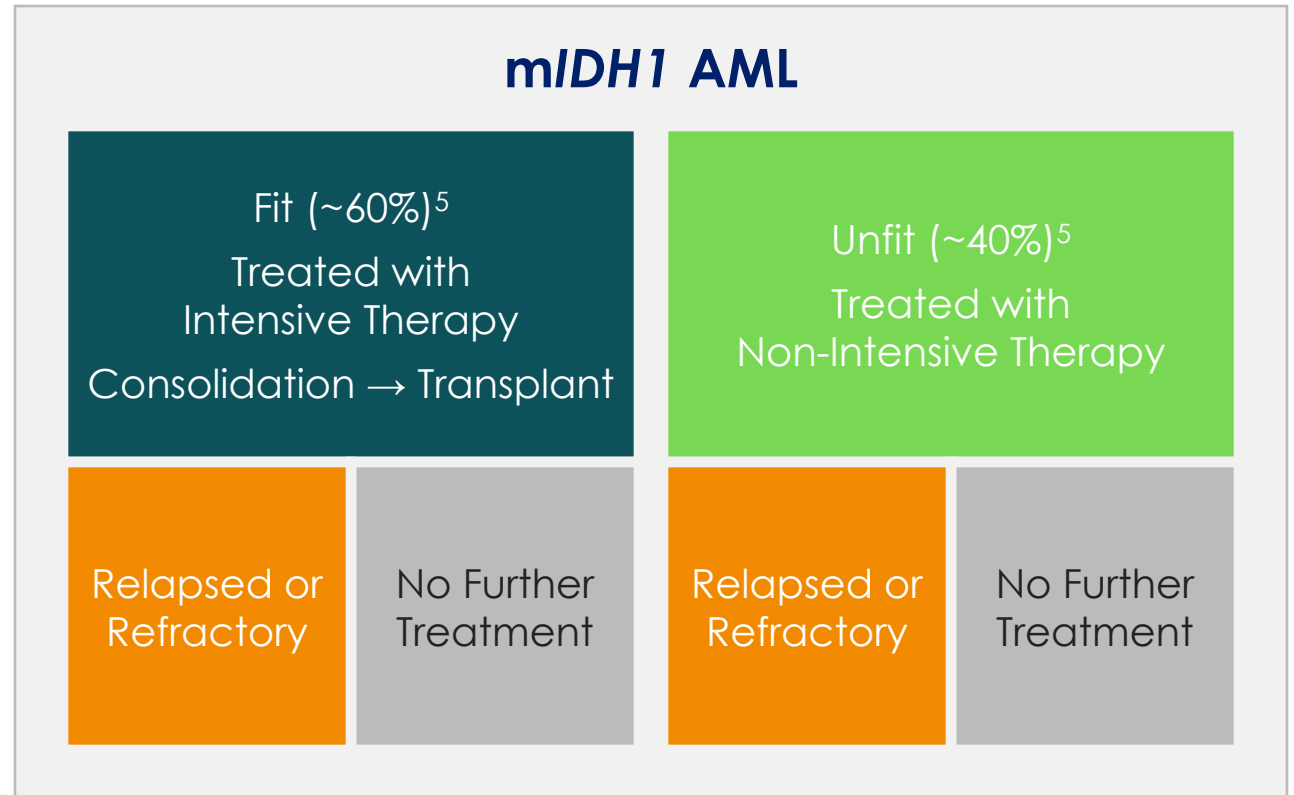 mIDH1 AML
Fit (~60%)⁵
Treated with
Intensive Therapy
Consolidation → Transplant
Unfit (~40%)⁵
Treated with
Non-Intensive Therapy
Relapsed or
Refractory
No Further
Treatment
Relapsed or
Refractory
No Further
Treatment